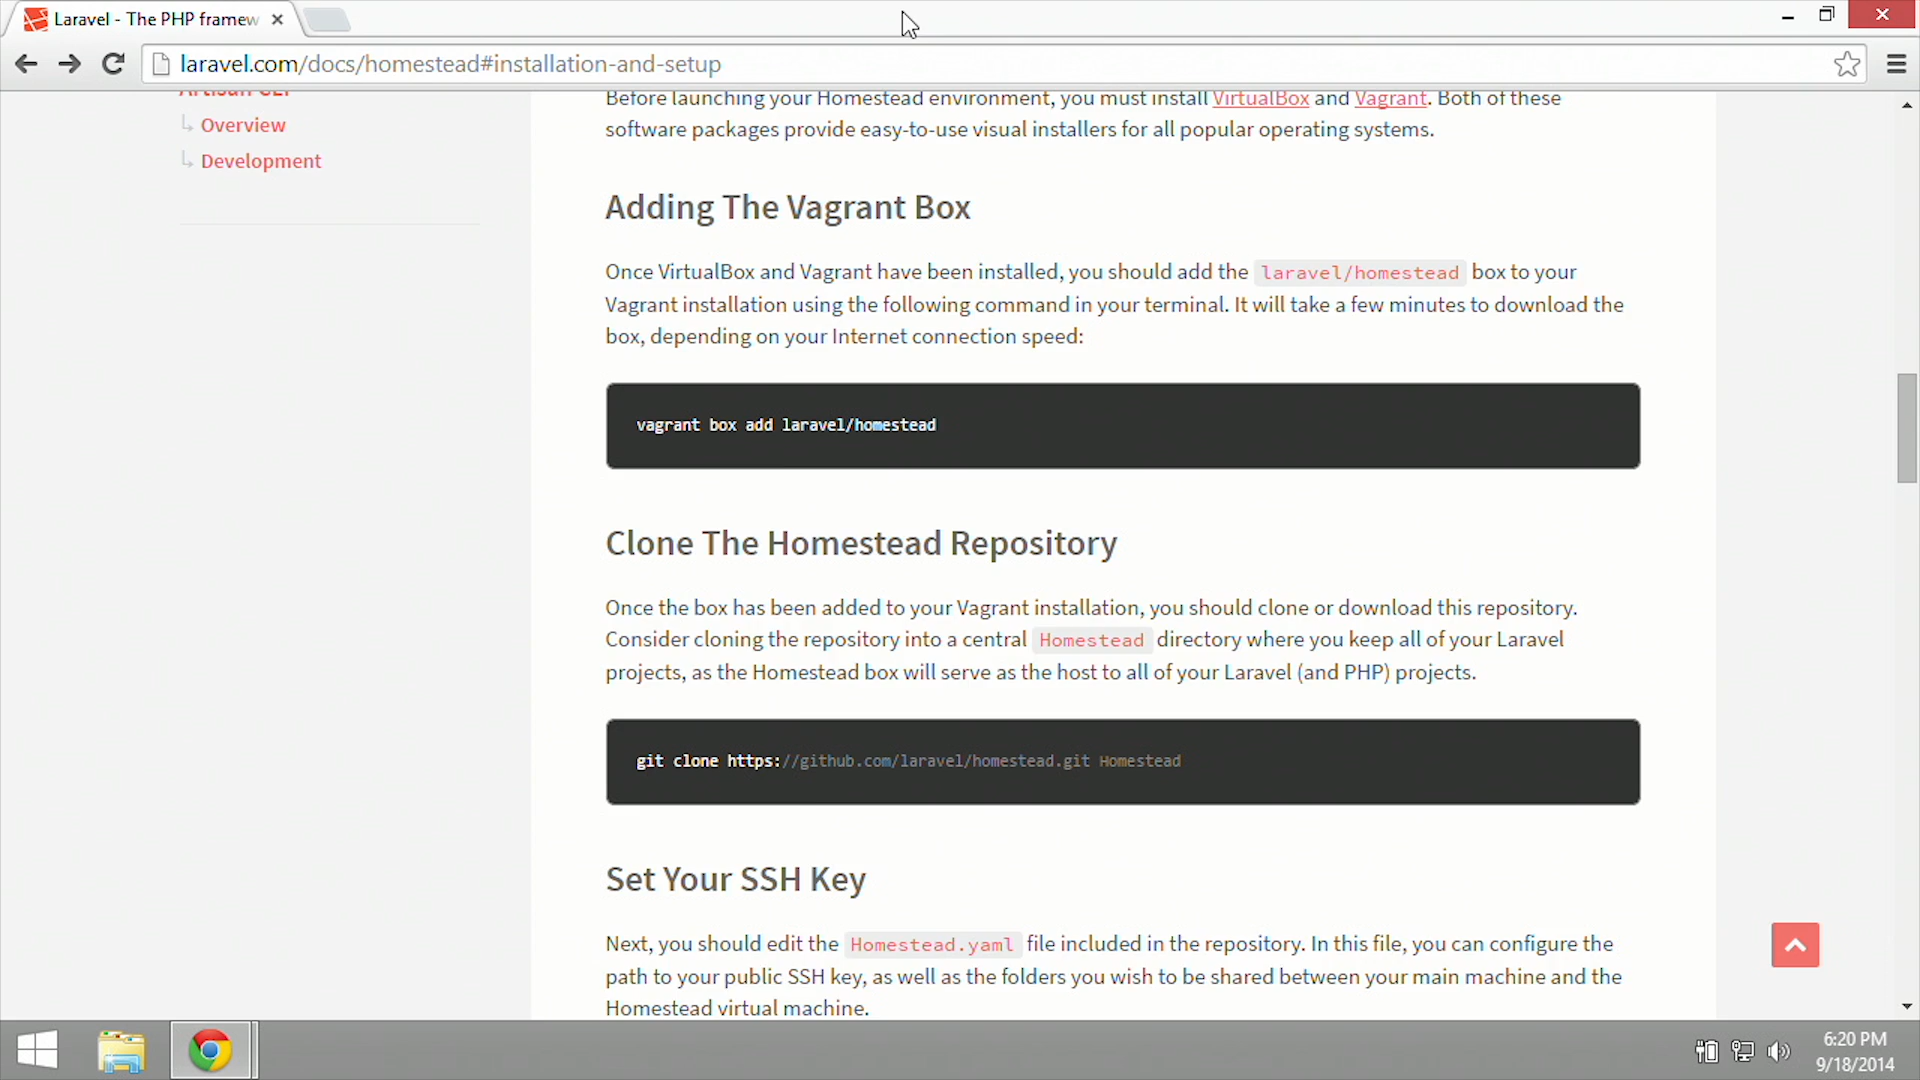 Laravel - The PHP framew
laravel.com/docs/homestead#installation-and-setup
Artisan CLI
Overview
Development
Before launching your Homestead environment, you must install VirtualBox and Vagrant. Both of these
software packages provide easy-to-use visual installers for all popular operating systems.
Adding The Vagrant Box
Once VirtualBox and Vagrant have been installed, you should add the laravel/homestead box to your
Vagrant installation using the following command in your terminal. It will take a few minutes to download the
box, depending on your Internet connection speed:
vagrant box add laravel/homestead
Clone The Homestead Repository
Once the box has been added to your Vagrant installation, you should clone or download this repository.
Consider cloning the repository into a central Homestead directory where you keep all of your Laravel
projects, as the Homestead box will serve as the host to all of your Laravel (and PHP) projects.
git clone https://github.com/laravel/homestead.git Homestead
Set Your SSH Key
Next, you should edit the Homestead.yaml file included in the repository. In this file, you can configure the
path to your public SSH key, as well as the folders you wish to be shared between your main machine and the
Homestead virtual machine.
6:20 PM
9/18/2014